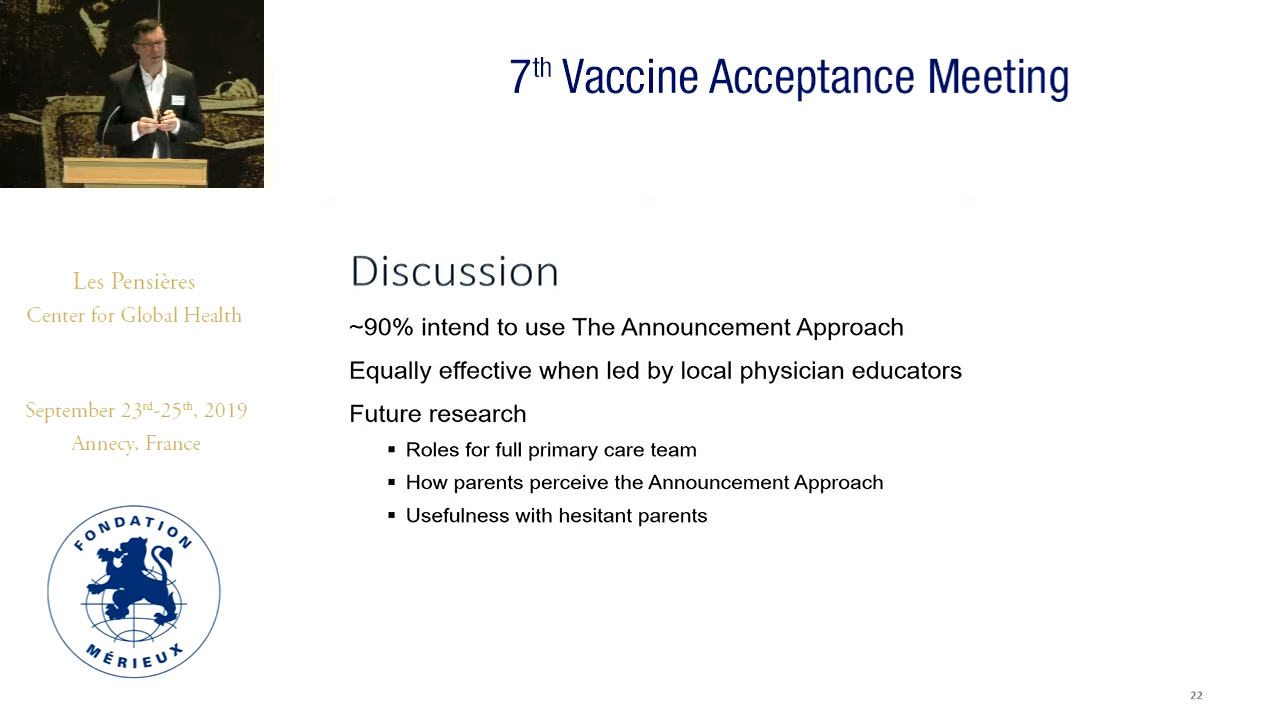 7th Vaccine Acceptance Meeting
Les Pensières
Center for Global Health
September 23rd-25th, 2019
Annecy, France
FONDATION
MÉRIEUX
Discussion
~90% intend to use The Announcement Approach
Equally effective when led by local physician educators
Future research
▪ Roles for full primary care team
▪ How parents perceive the Announcement Approach
▪ Usefulness with hesitant parents
22